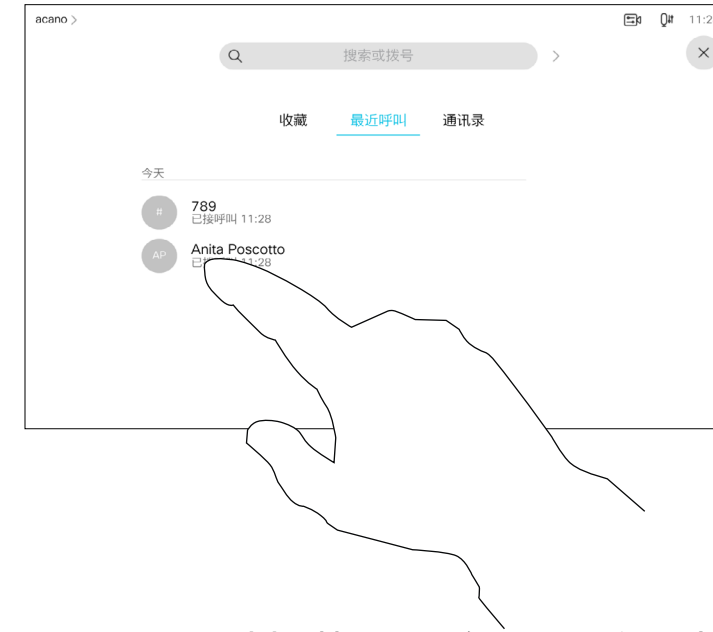 acano >
11:2
搜索或拨号
收藏 最近呼叫 通讯录
今天
#
789
已接呼叫 11:28
AP
Anita Poscotto
11:28